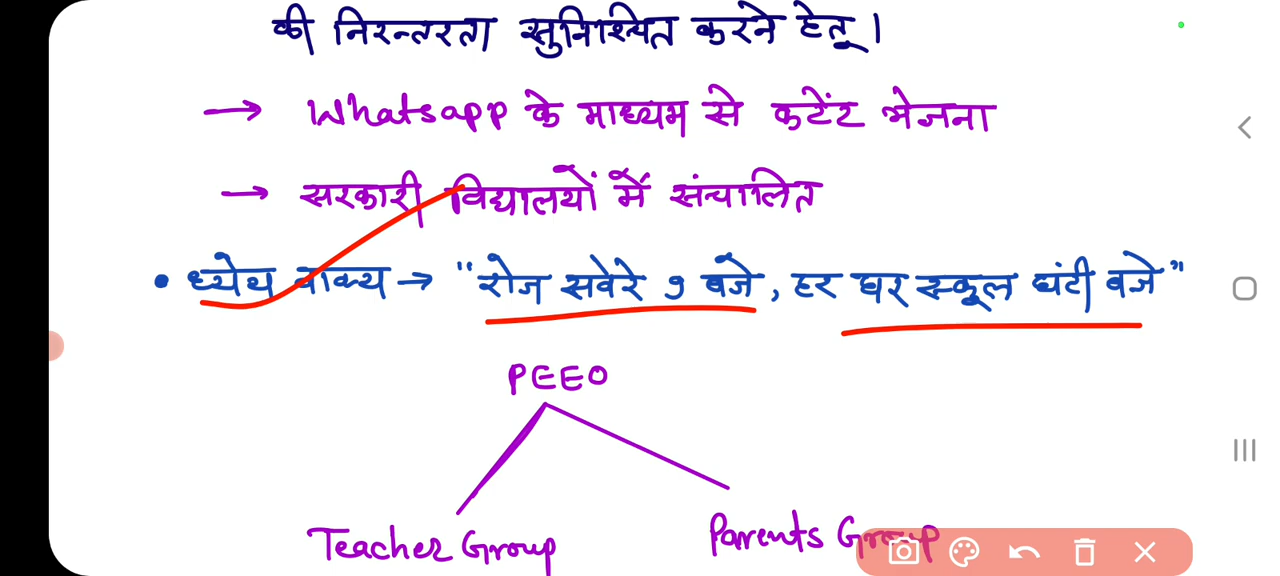 की निरन्तरता सुनिश्चित करने हेतू।
→ Whatsapp के माध्यम से कटेंट भेजना
→ सरकारी विद्यालयों में संचालित
• ध्येय वाक्य → "रोज सवेरे 9 बजे, हर घर स्कूल घंटी बजे"
PEEO
Teacher Group Parents Group